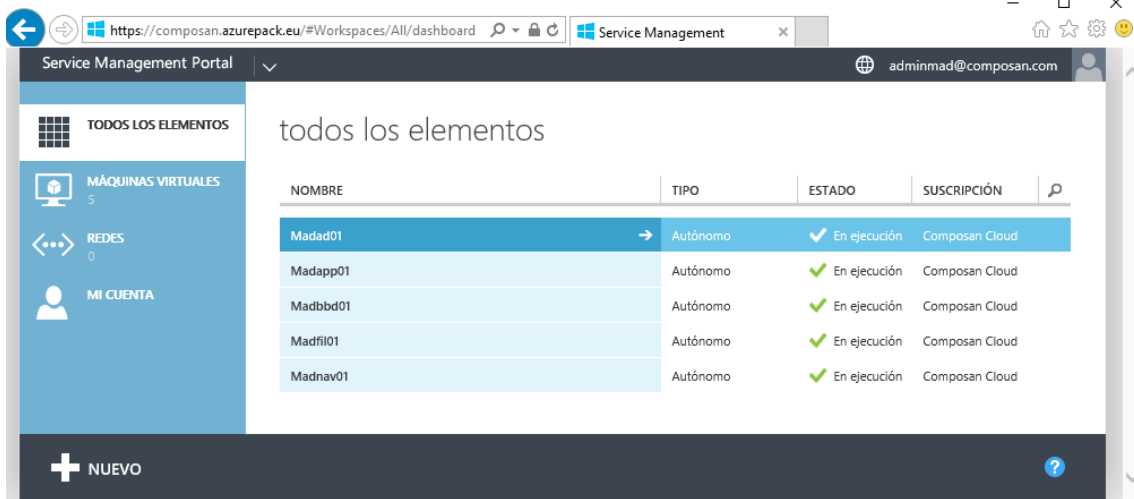 https://composan.azurepack.eu/#Workspaces/All/dashboard
Service Management
Service Management Portal
adminmad@composan.com
TODOS LOS ELEMENTOS
MÁQUINAS VIRTUALES
5
REDES
0
MI CUENTA
todos los elementos
NOMBRE TIPO ESTADO SUSCRIPCIÓN
Madad01 Autónomo En ejecución Composan Cloud
Madapp01 Autónomo En ejecución Composan Cloud
Madbbd01 Autónomo En ejecución Composan Cloud
Madfil01 Autónomo En ejecución Composan Cloud
Madnav01 Autónomo En ejecución Composan Cloud
NUEVO
?